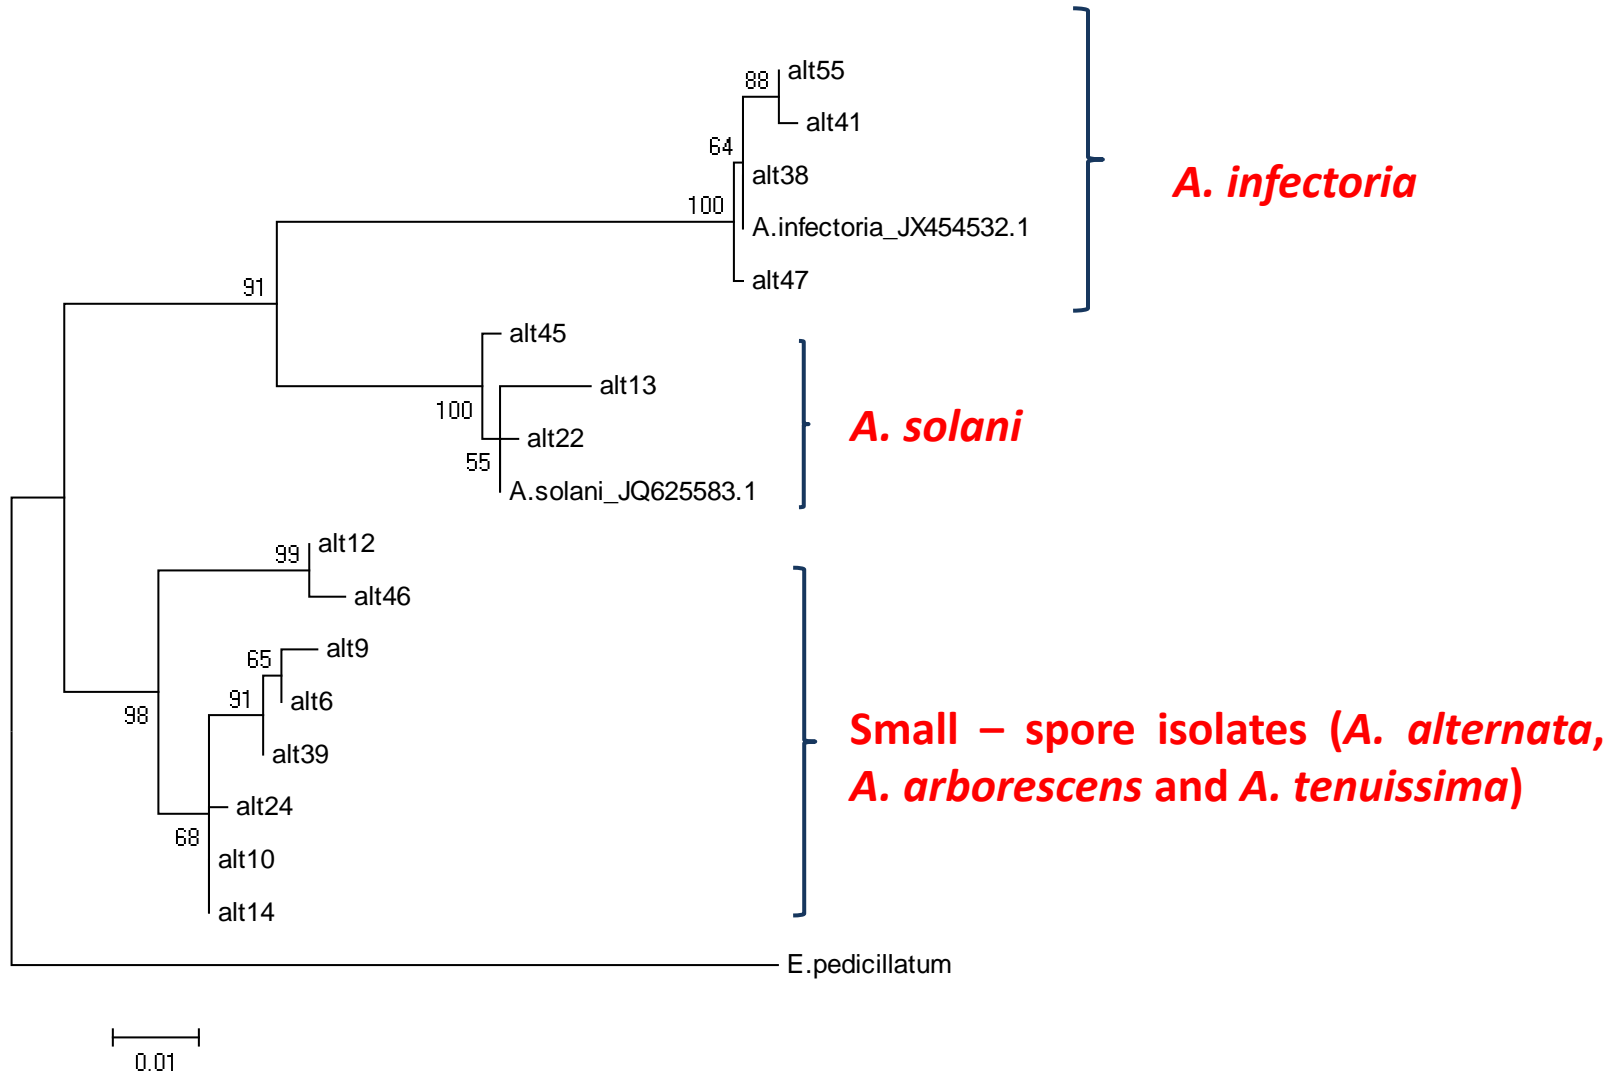 88
alt55
alt41
64
alt38
A. infectoria
100
A.infectoria_JX454532.1
alt47
91
alt45
alt13
100
A. solani
alt22
55
A.solani_JQ625583.1
99
alt12
alt46
alt9
65
91
alt6
98
Small – spore isolates (A. alternata,
alt39
A. arborescens and A. tenuissima)
alt24
68
alt10
alt14
E.pedicillatum
0.01